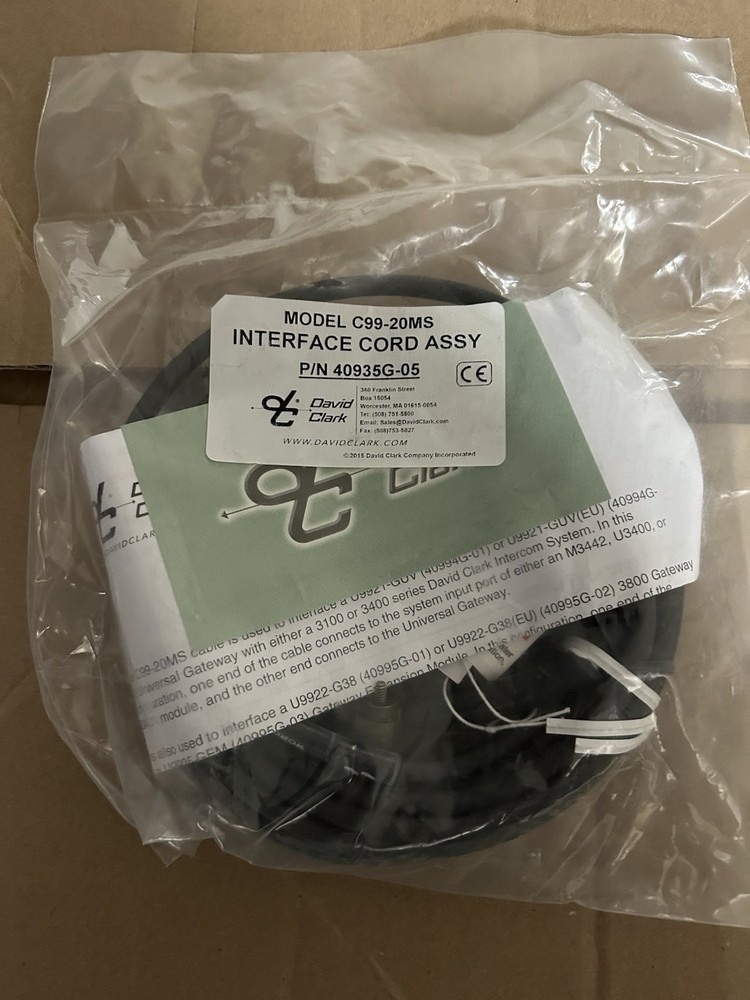 MODEL C99-20MS
INTERFACE CORD ASSY
P/N 40935G-05
CE
David
Clark
360 Franklin Street
Box 15054
Worcester, MA 01615-0054
Tel: (508) 751-5800
Email: Sales@DavidClark.com
Fax: (508)753-5827
WWW.DAVIDCLARK.COM
©2015 David Clark Company Incorporated
Clark
DAVIDCLARK
C99-20MS cable is used to interface a U9921-GUV (40994G-01) or U9921-GUV(EU) (40994G-
Universal Gateway with either a 3100 or 3400 series David Clark Intercom System. In this
uration, one end of the cable connects to the system input port of either an M3442, U3400, or
module, and the other end connects to the Universal Gateway.
also used to interface a U9922-G38 (40995G-01) or U9922-G38(EU) (40995G-02) 3800 Gateway
(40995G-03) Gateway Expansion Module. In this configuration, one end of the